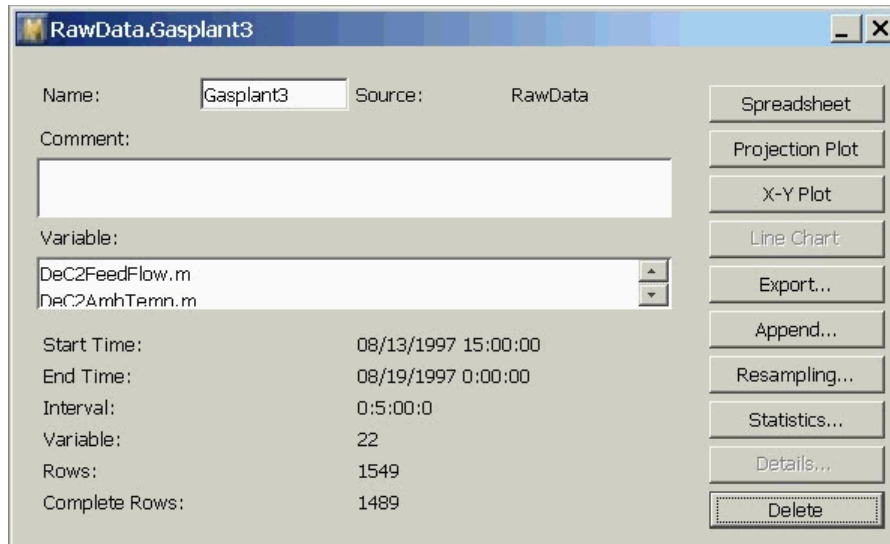 RawData.Gasplant3
Name: Gasplant3 Source: RawData
Comment:
Variable:
DeC2FeedFlow.m
DeC2AmbTemp.m
Start Time: 08/13/1997 15:00:00
End Time: 08/19/1997 0:00:00
Interval: 0:5:00:0
Variable: 22
Rows: 1549
Complete Rows: 1489
Spreadsheet
Projection Plot
X-Y Plot
Line Chart
Export...
Append...
Resampling...
Statistics...
Details...
Delete